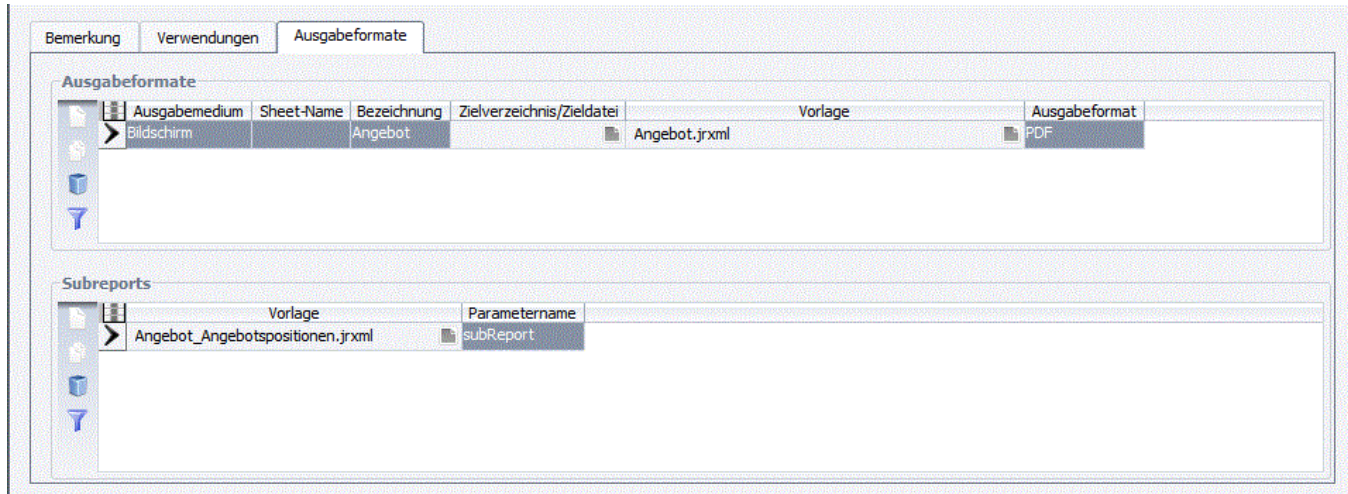 Bemerkung Verwendungen Ausgabeformate
Ausgabeformate
Ausgabemedium Sheet-Name Bezeichnung Zielverzeichnis/Zieldatei Vorlage Ausgabeformat
Bildschirm Angebot Angebot.jrxml PDF
Subreports
Vorlage Parametername
Angebot_Angebotspositionen.jrxml subReport